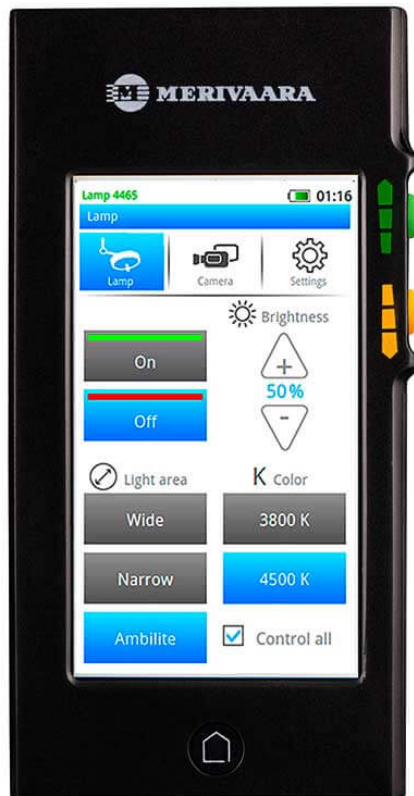 M MERIVAARA
Lamp 4465 01:16
Lamp
Lamp Camera Settings
Brightness
On + 50% -
Off
Light area K Color
Wide 3800 K
Narrow 4500 K
Ambilite Control all